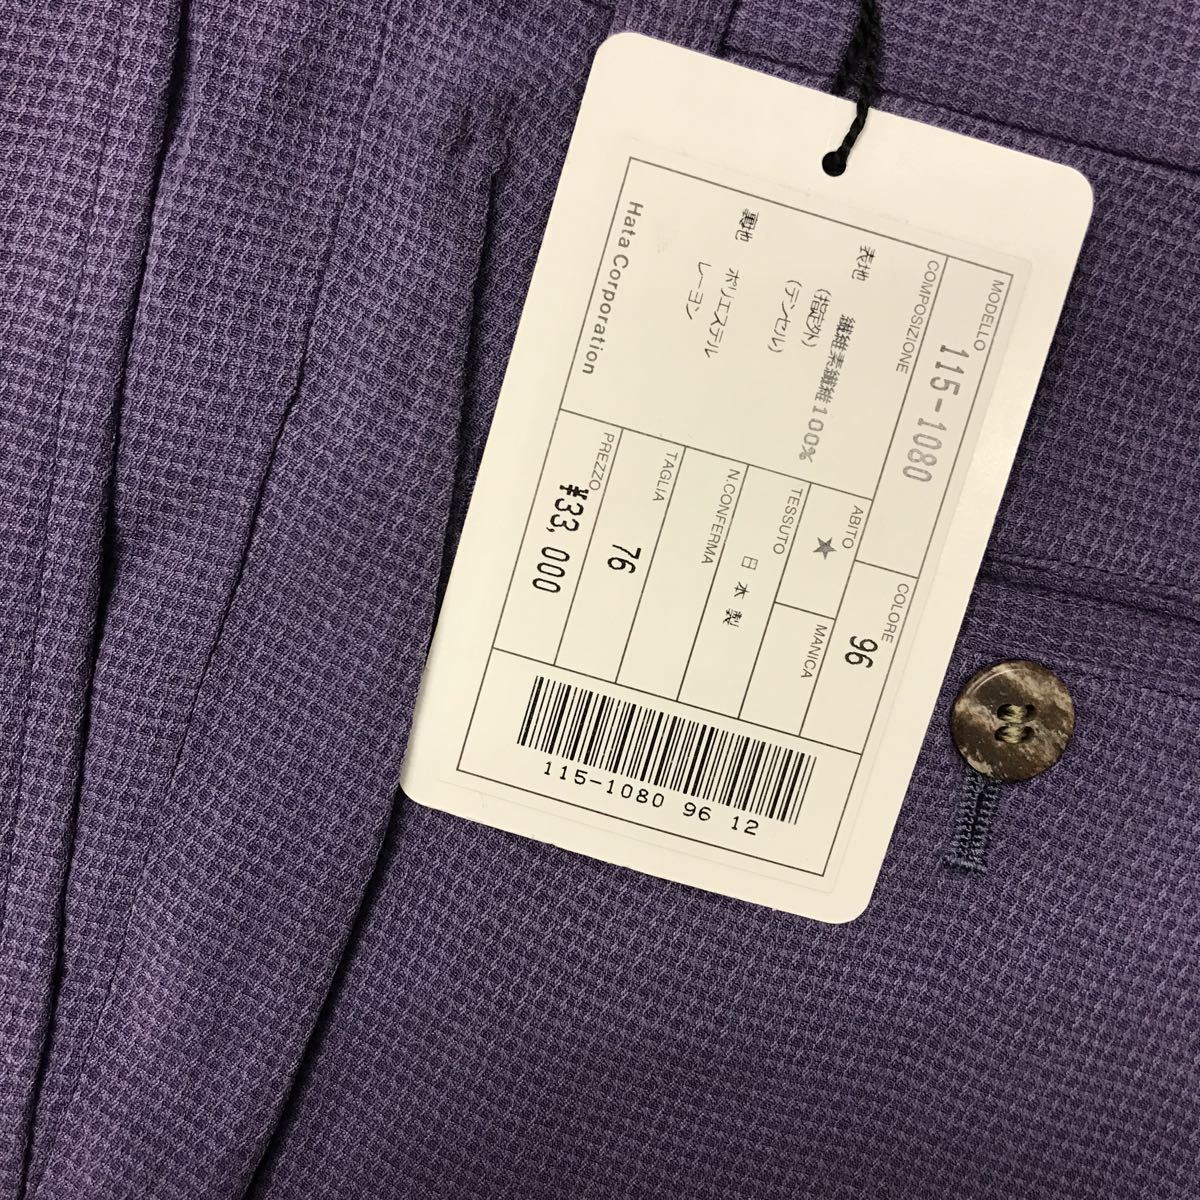 MODELLO
115-1080
COLORE
96
COMPOSIZIONE
表地 繊維素繊維100%
(指定外)
(テンセル)
裏地 ポリエステル
レーヨン
Hata Corporation
ABITO
★
MANICA
TESSUTO
日本製
N.CONFERMA
TAGLIA
76
PREZZO
¥33,000
115-1080 96 12